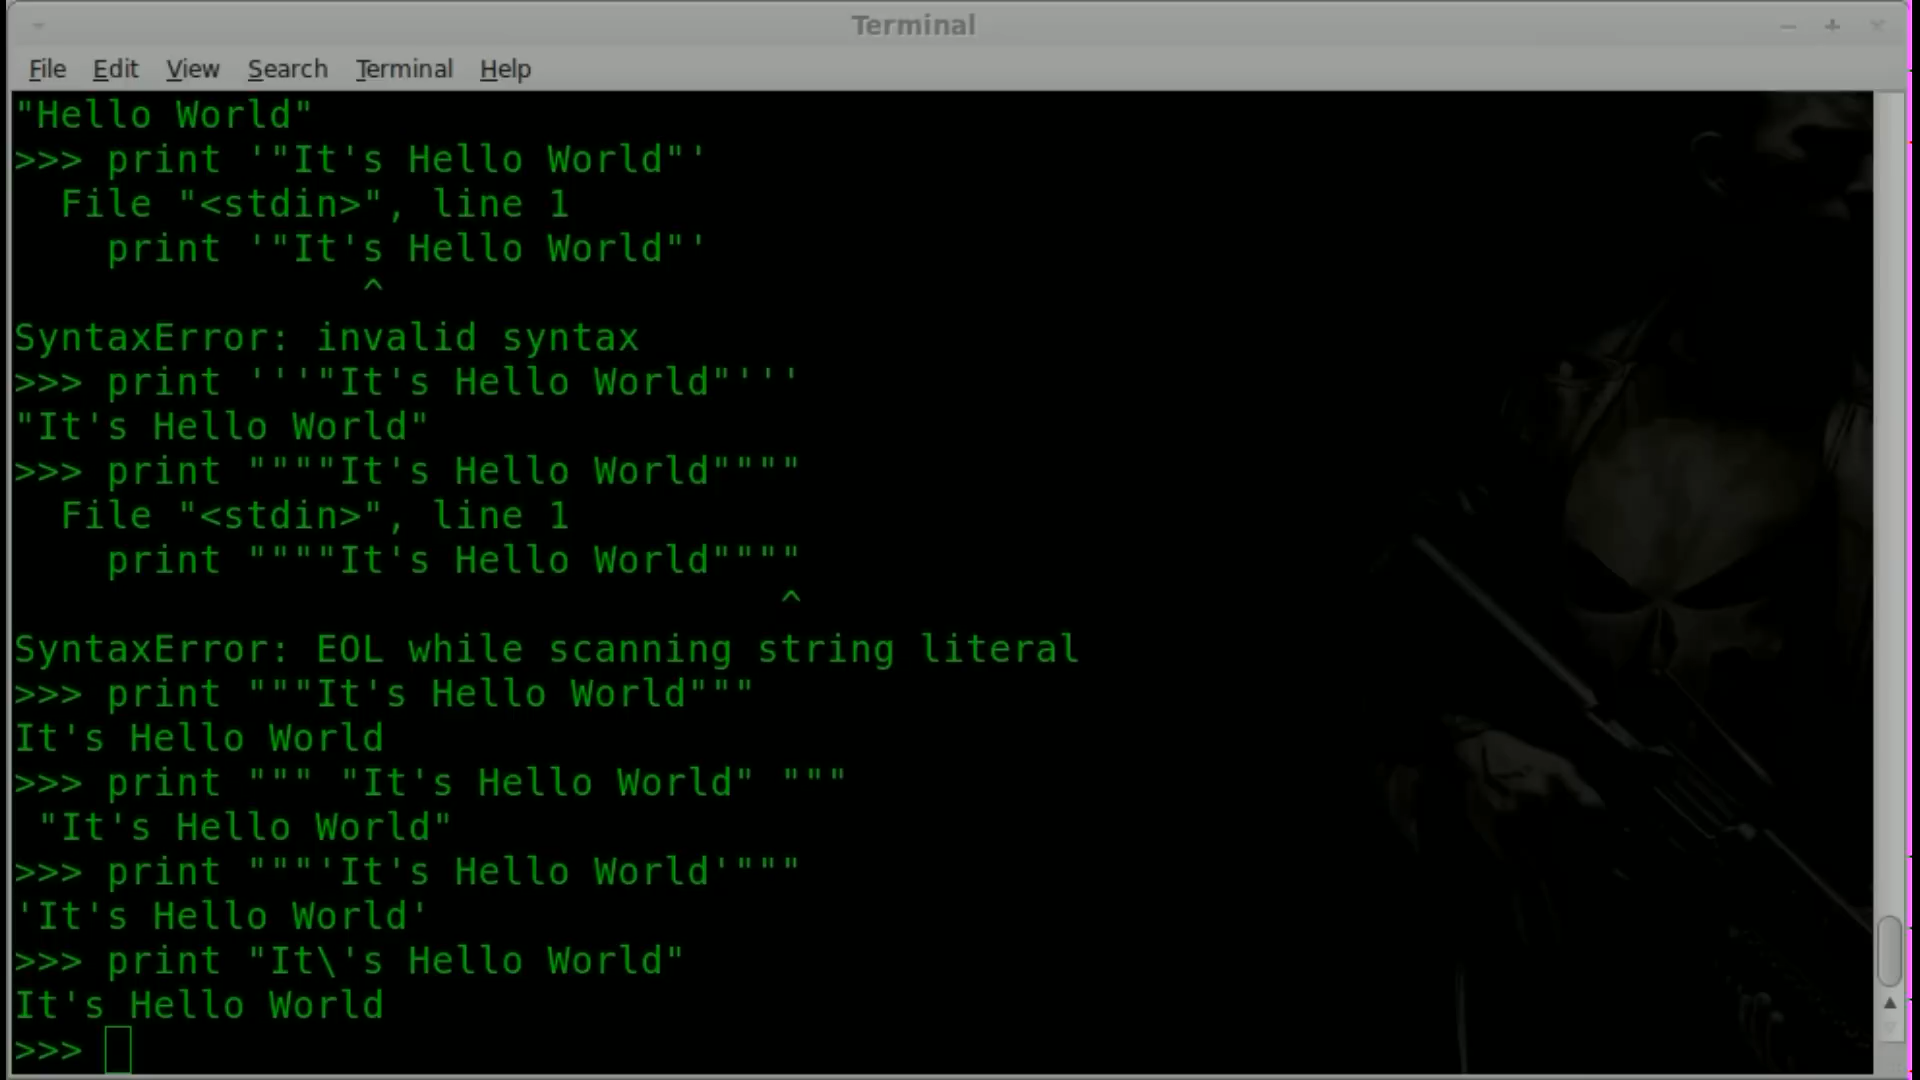 Terminal
File Edit View Search Terminal Help
"Hello World"
>>> print '"It's Hello World"'
  File "<stdin>", line 1
    print '"It's Hello World"'
               ^
SyntaxError: invalid syntax
>>> print '''"It's Hello World"'''
"It's Hello World"
>>> print """"It's Hello World""""
  File "<stdin>", line 1
    print """"It's Hello World""""
                                 ^
SyntaxError: EOL while scanning string literal
>>> print """It's Hello World"""
It's Hello World
>>> print """ "It's Hello World" """
 "It's Hello World"
>>> print """'It's Hello World'"""
'It's Hello World'
>>> print "It\'s Hello World"
It's Hello World
>>>